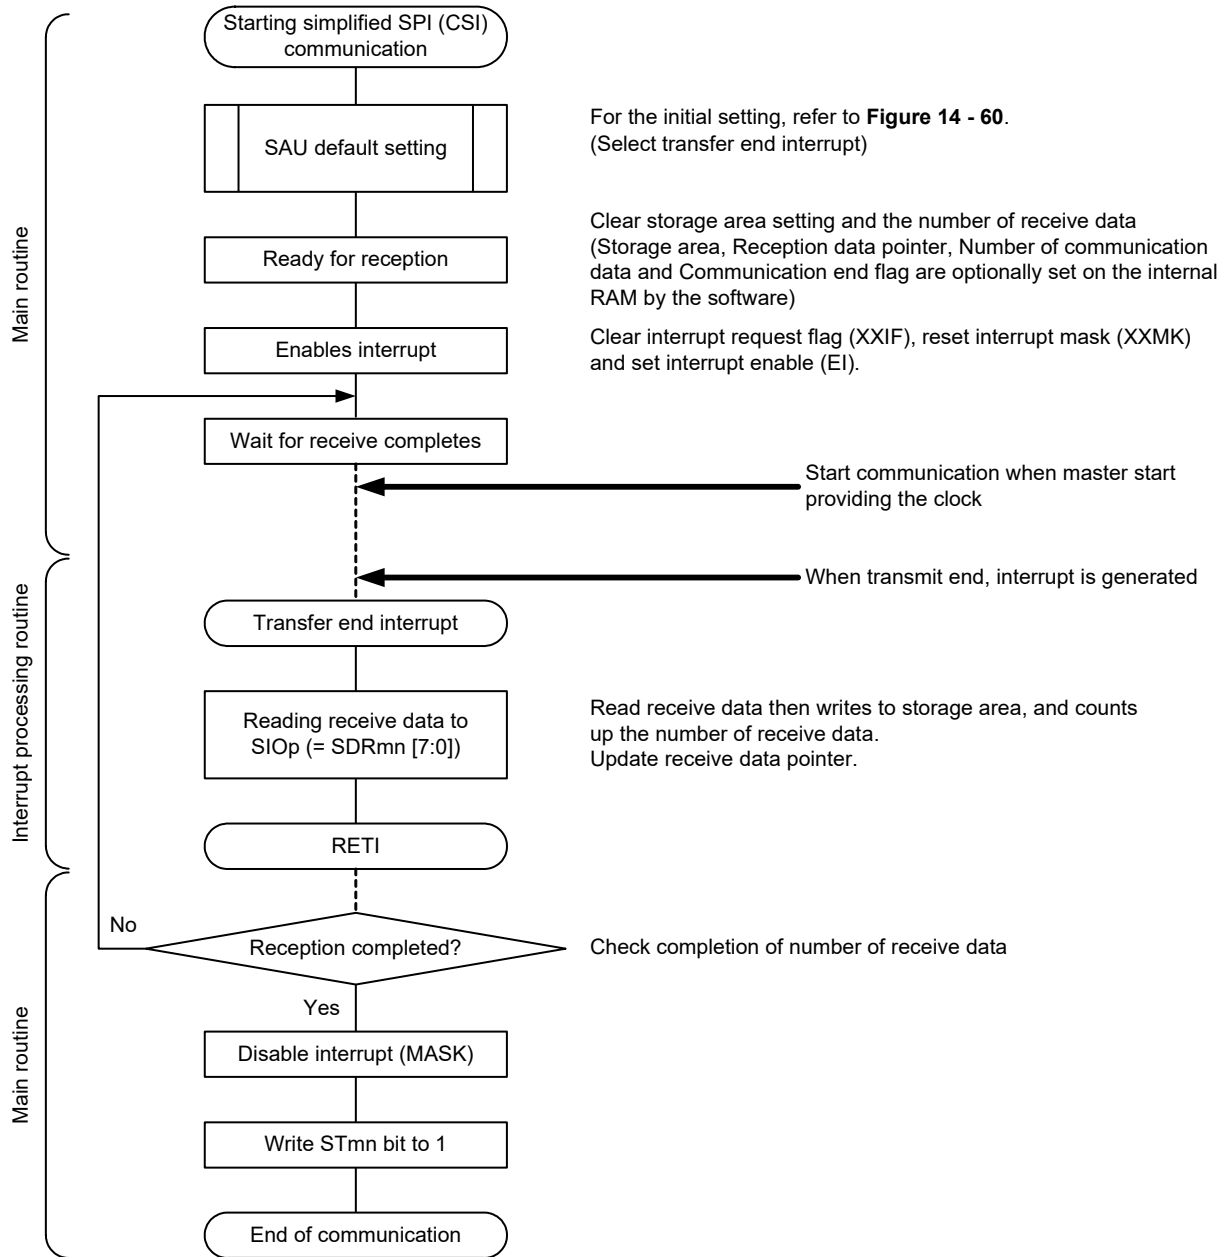 Starting simplified SPI (CSI)
communication
For the initial setting, refer to Figure 14 - 60.
(Select transfer end interrupt)
SAU default setting
Main routine
Clear storage area setting and the number of receive data
(Storage area, Reception data pointer, Number of communication
data and Communication end flag are optionally set on the internal
RAM by the software)
Ready for reception
Enables interrupt
Clear interrupt request flag (XXIF), reset interrupt mask (XXMK)
and set interrupt enable (EI).
Wait for receive completes
Start communication when master start
providing the clock
When transmit end, interrupt is generated
Interrupt processing routine
Transfer end interrupt
Reading receive data to
SIOp (= SDRmn [7:0])
Read receive data then writes to storage area, and counts
up the number of receive data.
Update receive data pointer.
RETI
No
Reception completed?
Check completion of number of receive data
Yes
Main routine
Disable interrupt (MASK)
Write STmn bit to 1
End of communication